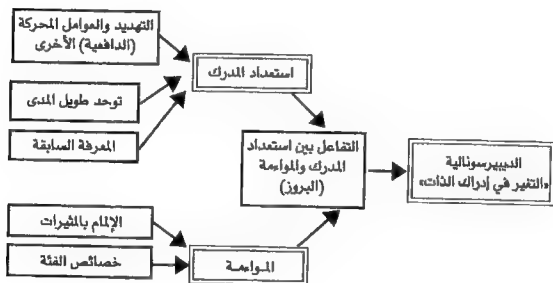 التهديد والعوامل المحركة
(الدافعية) الأخرى
استعداد المدرك
توحد طويل المدى
المعرفة السابقة
التفاعل بين استعداد
المدرك والمواءمة
(البروز)
الديبيرسونالية
«التغير في إدراك الذات»
الإلمام بالمثيرات
خصائص الفئة
المواءمة